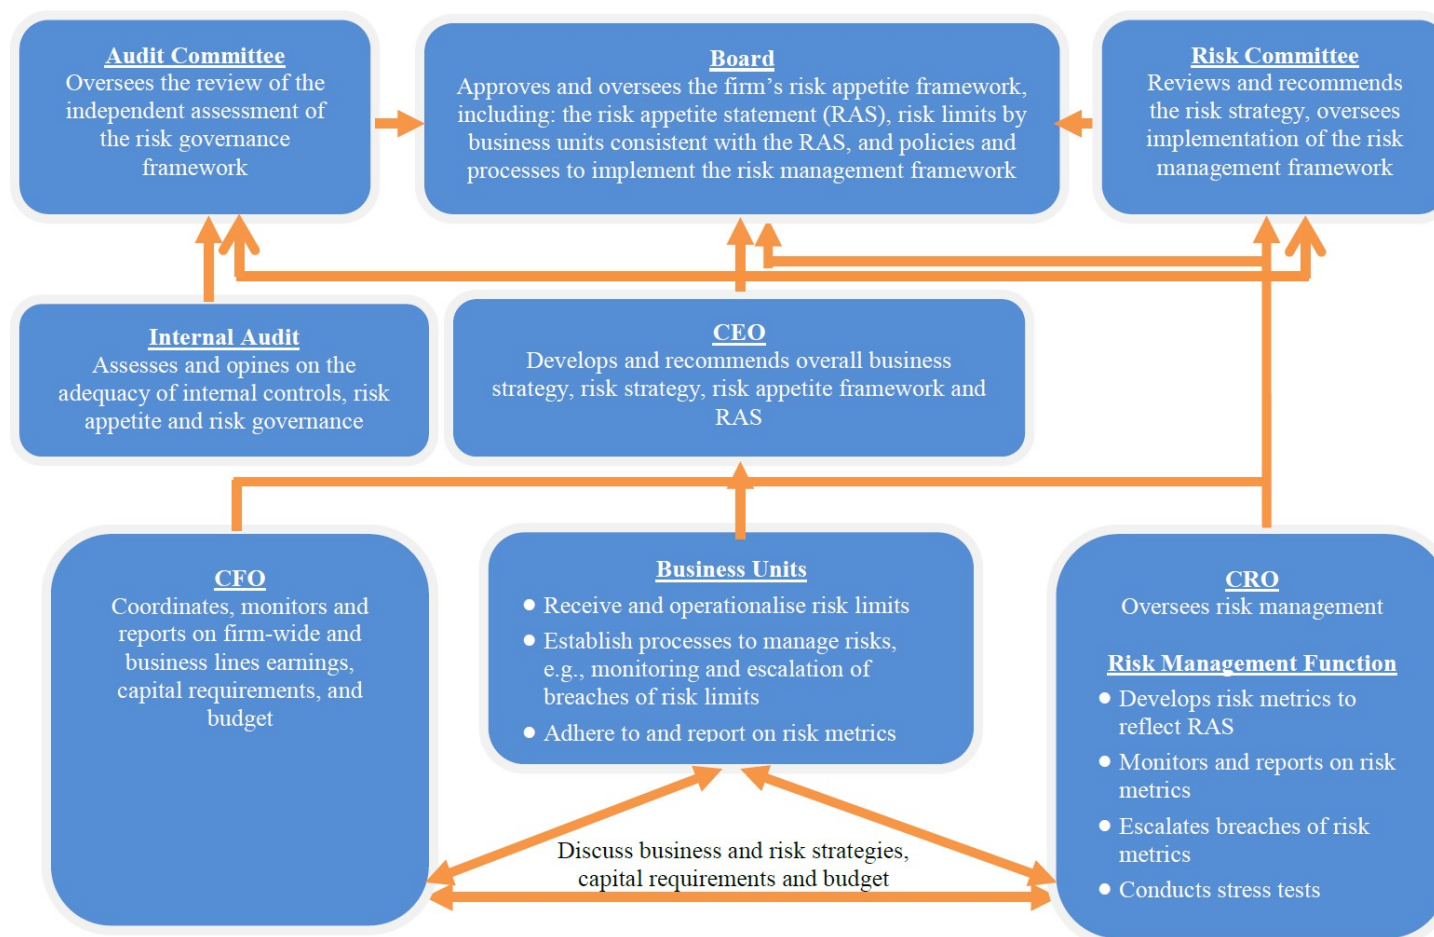 Audit Committee
Oversees the review of the
independent assessment of
the risk governance
framework
Board
Approves and oversees the firm’s risk appetite framework,
including: the risk appetite statement (RAS), risk limits by
business units consistent with the RAS, and policies and
processes to implement the risk management framework
Risk Committee
Reviews and recommends
the risk strategy, oversees
implementation of the risk
management framework
Internal Audit
Assesses and opines on the
adequacy of internal controls, risk
appetite and risk governance
CEO
Develops and recommends overall business
strategy, risk strategy, risk appetite framework and
RAS
CFO
Coordinates, monitors and
reports on firm-wide and
business lines earnings,
capital requirements, and
budget
Business Units
● Receive and operationalise risk limits
● Establish processes to manage risks,
e.g., monitoring and escalation of
breaches of risk limits
● Adhere to and report on risk metrics
CRO
Oversees risk management
Risk Management Function
● Develops risk metrics to
reflect RAS
● Monitors and reports on risk
metrics
● Escalates breaches of risk
metrics
● Conducts stress tests
Discuss business and risk strategies,
capital requirements and budget